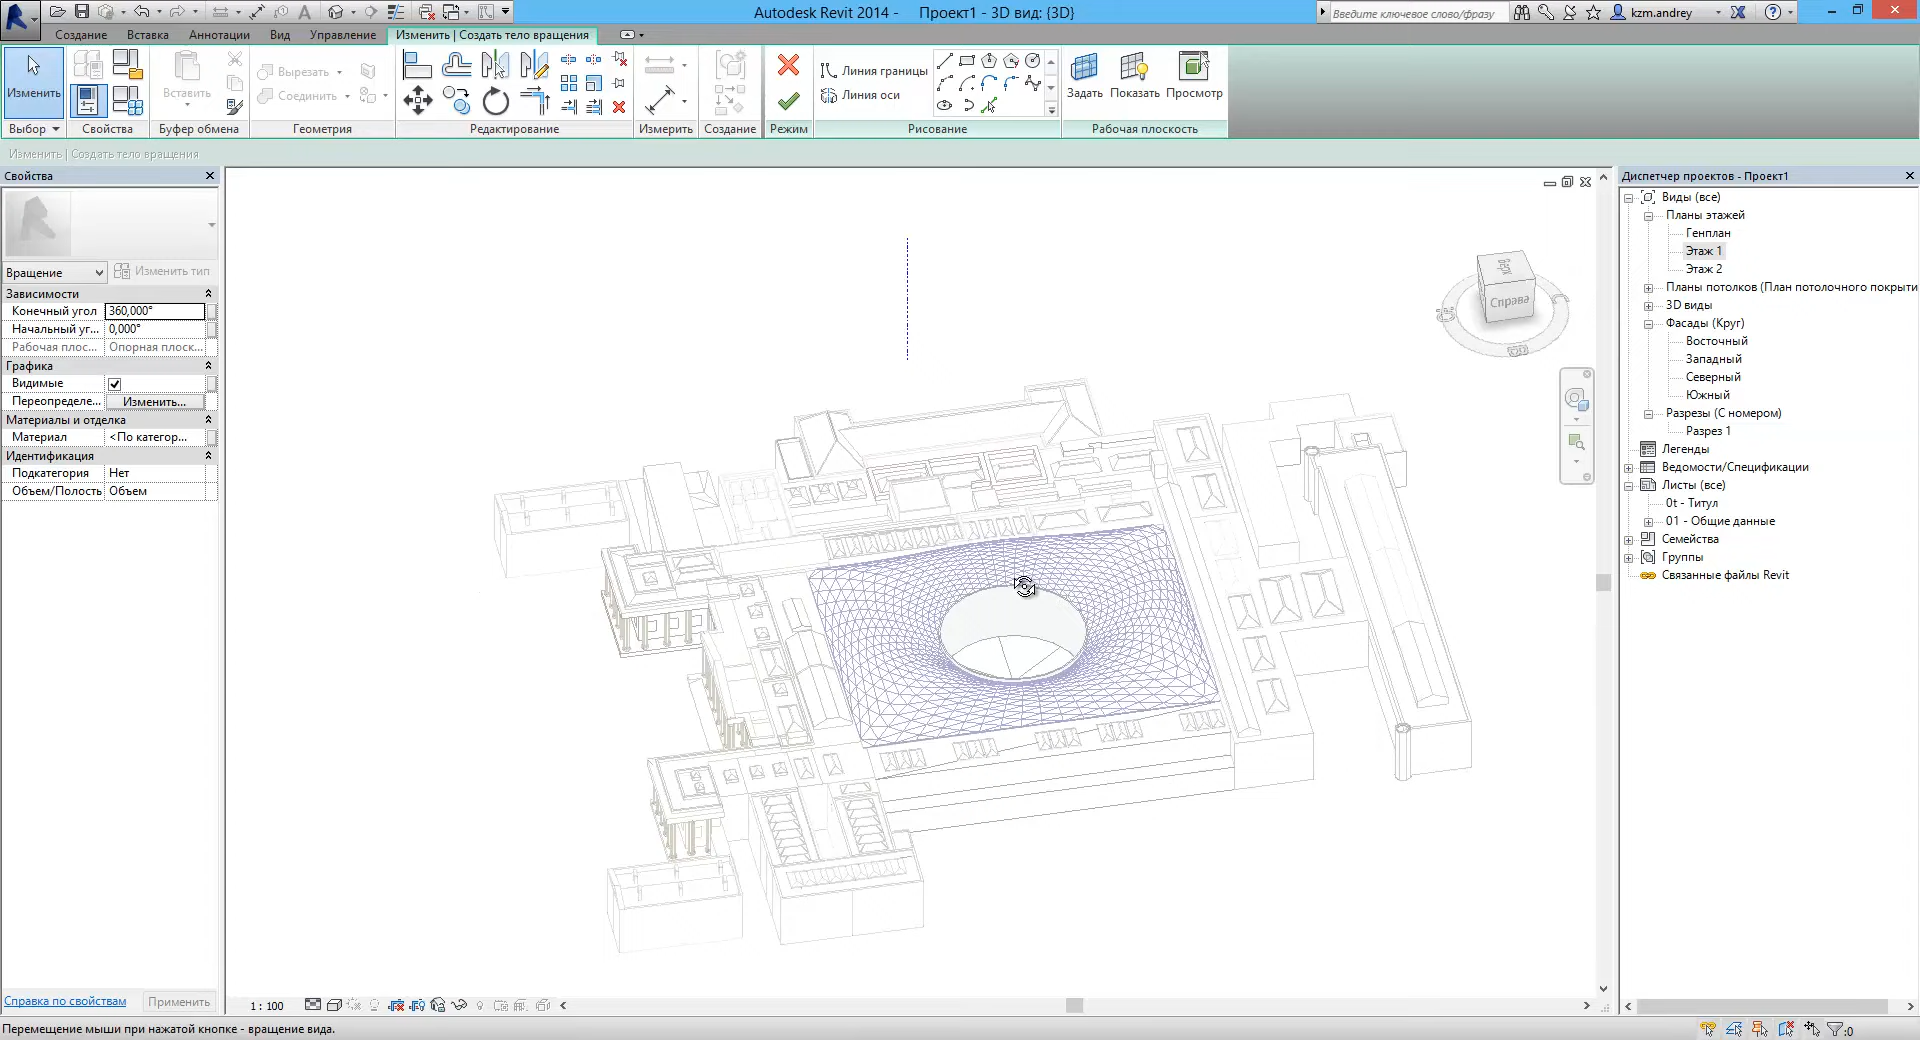 Autodesk Revit 2014 - Проект1 - 3D вид: {3D}
Введите ключевое слово/фразу
kzm.andrey
Создание Вставка Аннотации Вид Управление Изменить | Создать тело вращения
Изменить
Вставить
Вырезать
Соединить
Линия границы
Линия оси
Задать Показать Просмотр
Выбор Свойства Буфер обмена Геометрия Редактирование Измерить Создание Режим Рисование Рабочая плоскость
Изменить | Создать тело вращения
Свойства
Вращение Изменить тип
Зависимости
Конечный угол 360,000°
Начальный уг... 0,000°
Рабочая плос... Опорная плоск...
Графика
Видимые
Переопределе... Изменить...
Материалы и отделка
Материал <По категор...
Идентификация
Подкатегория Нет
Объем/Полость Объем
Справка по свойствам Применить
Верх
Справа
1 : 100
Диспетчер проектов - Проект1
Виды (все)
Планы этажей
Генплан
Этаж 1
Этаж 2
Планы потолков (План потолочного покрыти
3D виды
Фасады (Круг)
Восточный
Западный
Северный
Южный
Разрезы (С номером)
Разрез 1
Легенды
Ведомости/Спецификации
Листы (все)
0t - Титул
01 - Общие данные
Семейства
Группы
Связанные файлы Revit
Перемещение мыши при нажатой кнопке - вращение вида.
:0